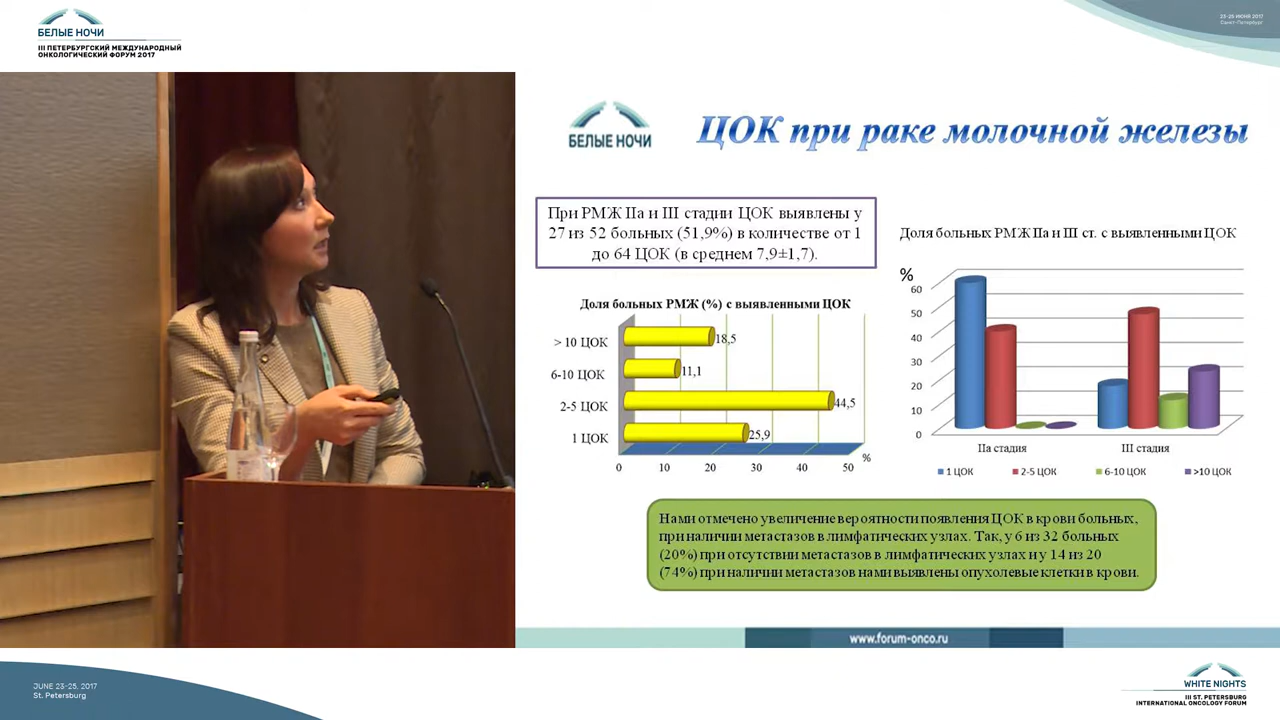 БЕЛЫЕ НОЧИ
III ПЕТЕРБУРГСКИЙ МЕЖДУНАРОДНЫЙ
ОНКОЛОГИЧЕСКИЙ ФОРУМ 2017
23-25 ИЮНЯ 2017
Санкт-Петербург
БЕЛЫЕ НОЧИ
ЦОК при раке молочной железы
При РМЖ IIа и III стадии ЦОК выявлены у
27 из 52 больных (51,9%) в количестве от 1
до 64 ЦОК (в среднем 7,9±1,7).
Доля больных РМЖ (%) с выявленными ЦОК
> 10 ЦОК
18,5
6-10 ЦОК
11,1
2-5 ЦОК
44,5
1 ЦОК
25,9
0 10 20 30 40 50 %
Доля больных РМЖ IIа и III ст. с выявленными ЦОК
%
60
50
40
30
20
10
0
IIа стадия III стадия
1 ЦОК 2-5 ЦОК 6-10 ЦОК >10 ЦОК
Нами отмечено увеличение вероятности появления ЦОК в крови больных,
при наличии метастазов в лимфатических узлах. Так, у 6 из 32 больных
(20%) при отсутствии метастазов в лимфатических узлах и у 14 из 20
(74%) при наличии метастазов нами выявлены опухолевые клетки в крови.
www.forum-onco.ru
JUNE 23-25, 2017
St. Petersburg
WHITE NIGHTS
III ST. PETERSBURG
INTERNATIONAL ONCOLOGY FORUM